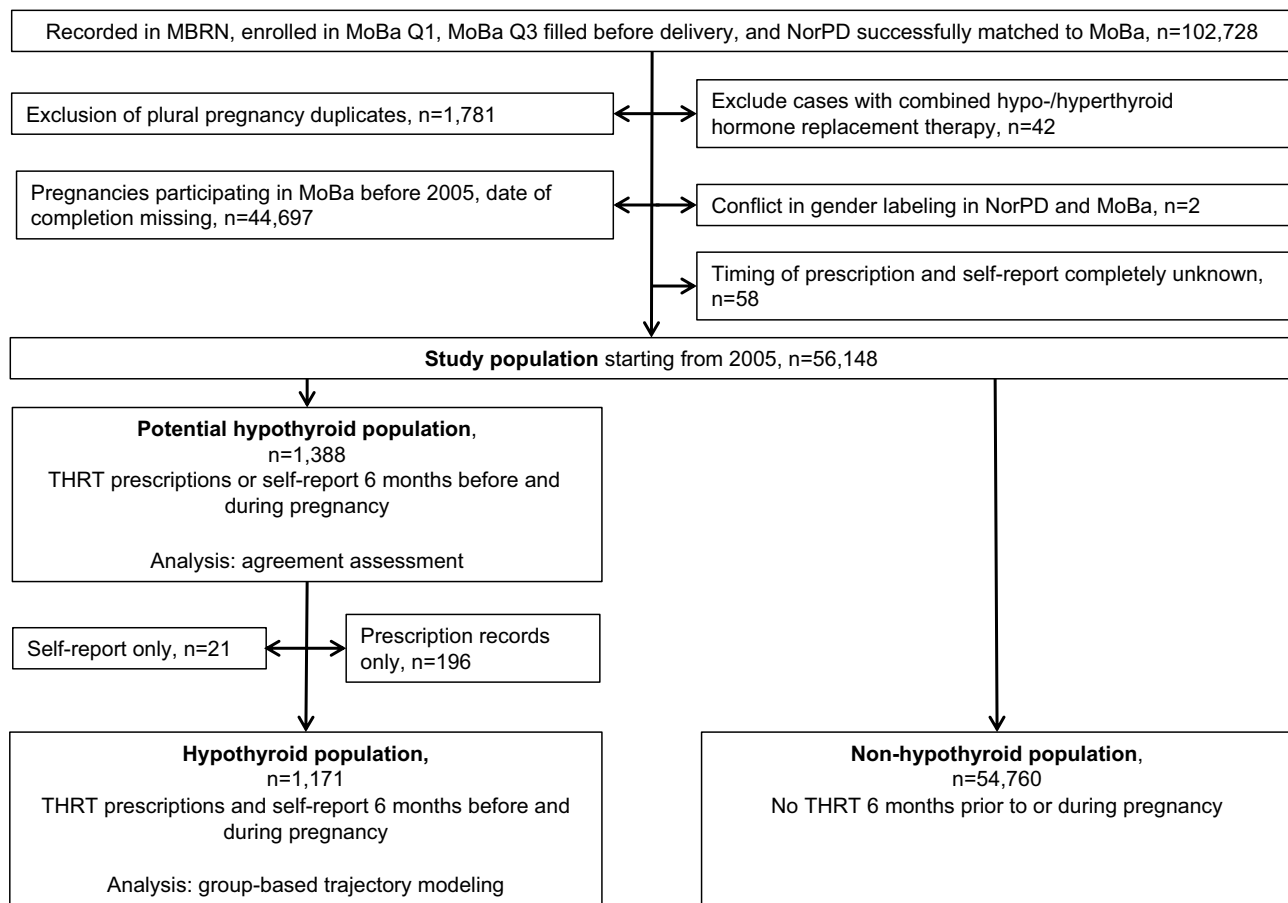 Recorded in MBRN, enrolled in MoBa Q1, MoBa Q3 filled before delivery, and NorPD successfully matched to MoBa, n=102,728
Exclusion of plural pregnancy duplicates, n=1,781
Exclude cases with combined hypo-/hyperthyroid
hormone replacement therapy, n=42
Pregnancies participating in MoBa before 2005, date of
completion missing, n=44,697
Conflict in gender labeling in NorPD and MoBa, n=2
Timing of prescription and self-report completely unknown,
n=58
Study population starting from 2005, n=56,148
Potential hypothyroid population,
n=1,388
THRT prescriptions or self-report 6 months before and
during pregnancy
Analysis: agreement assessment
Self-report only, n=21
Prescription records
only, n=196
Hypothyroid population,
n=1,171
THRT prescriptions and self-report 6 months before and
during pregnancy
Analysis: group-based trajectory modeling
Non-hypothyroid population,
n=54,760
No THRT 6 months prior to or during pregnancy